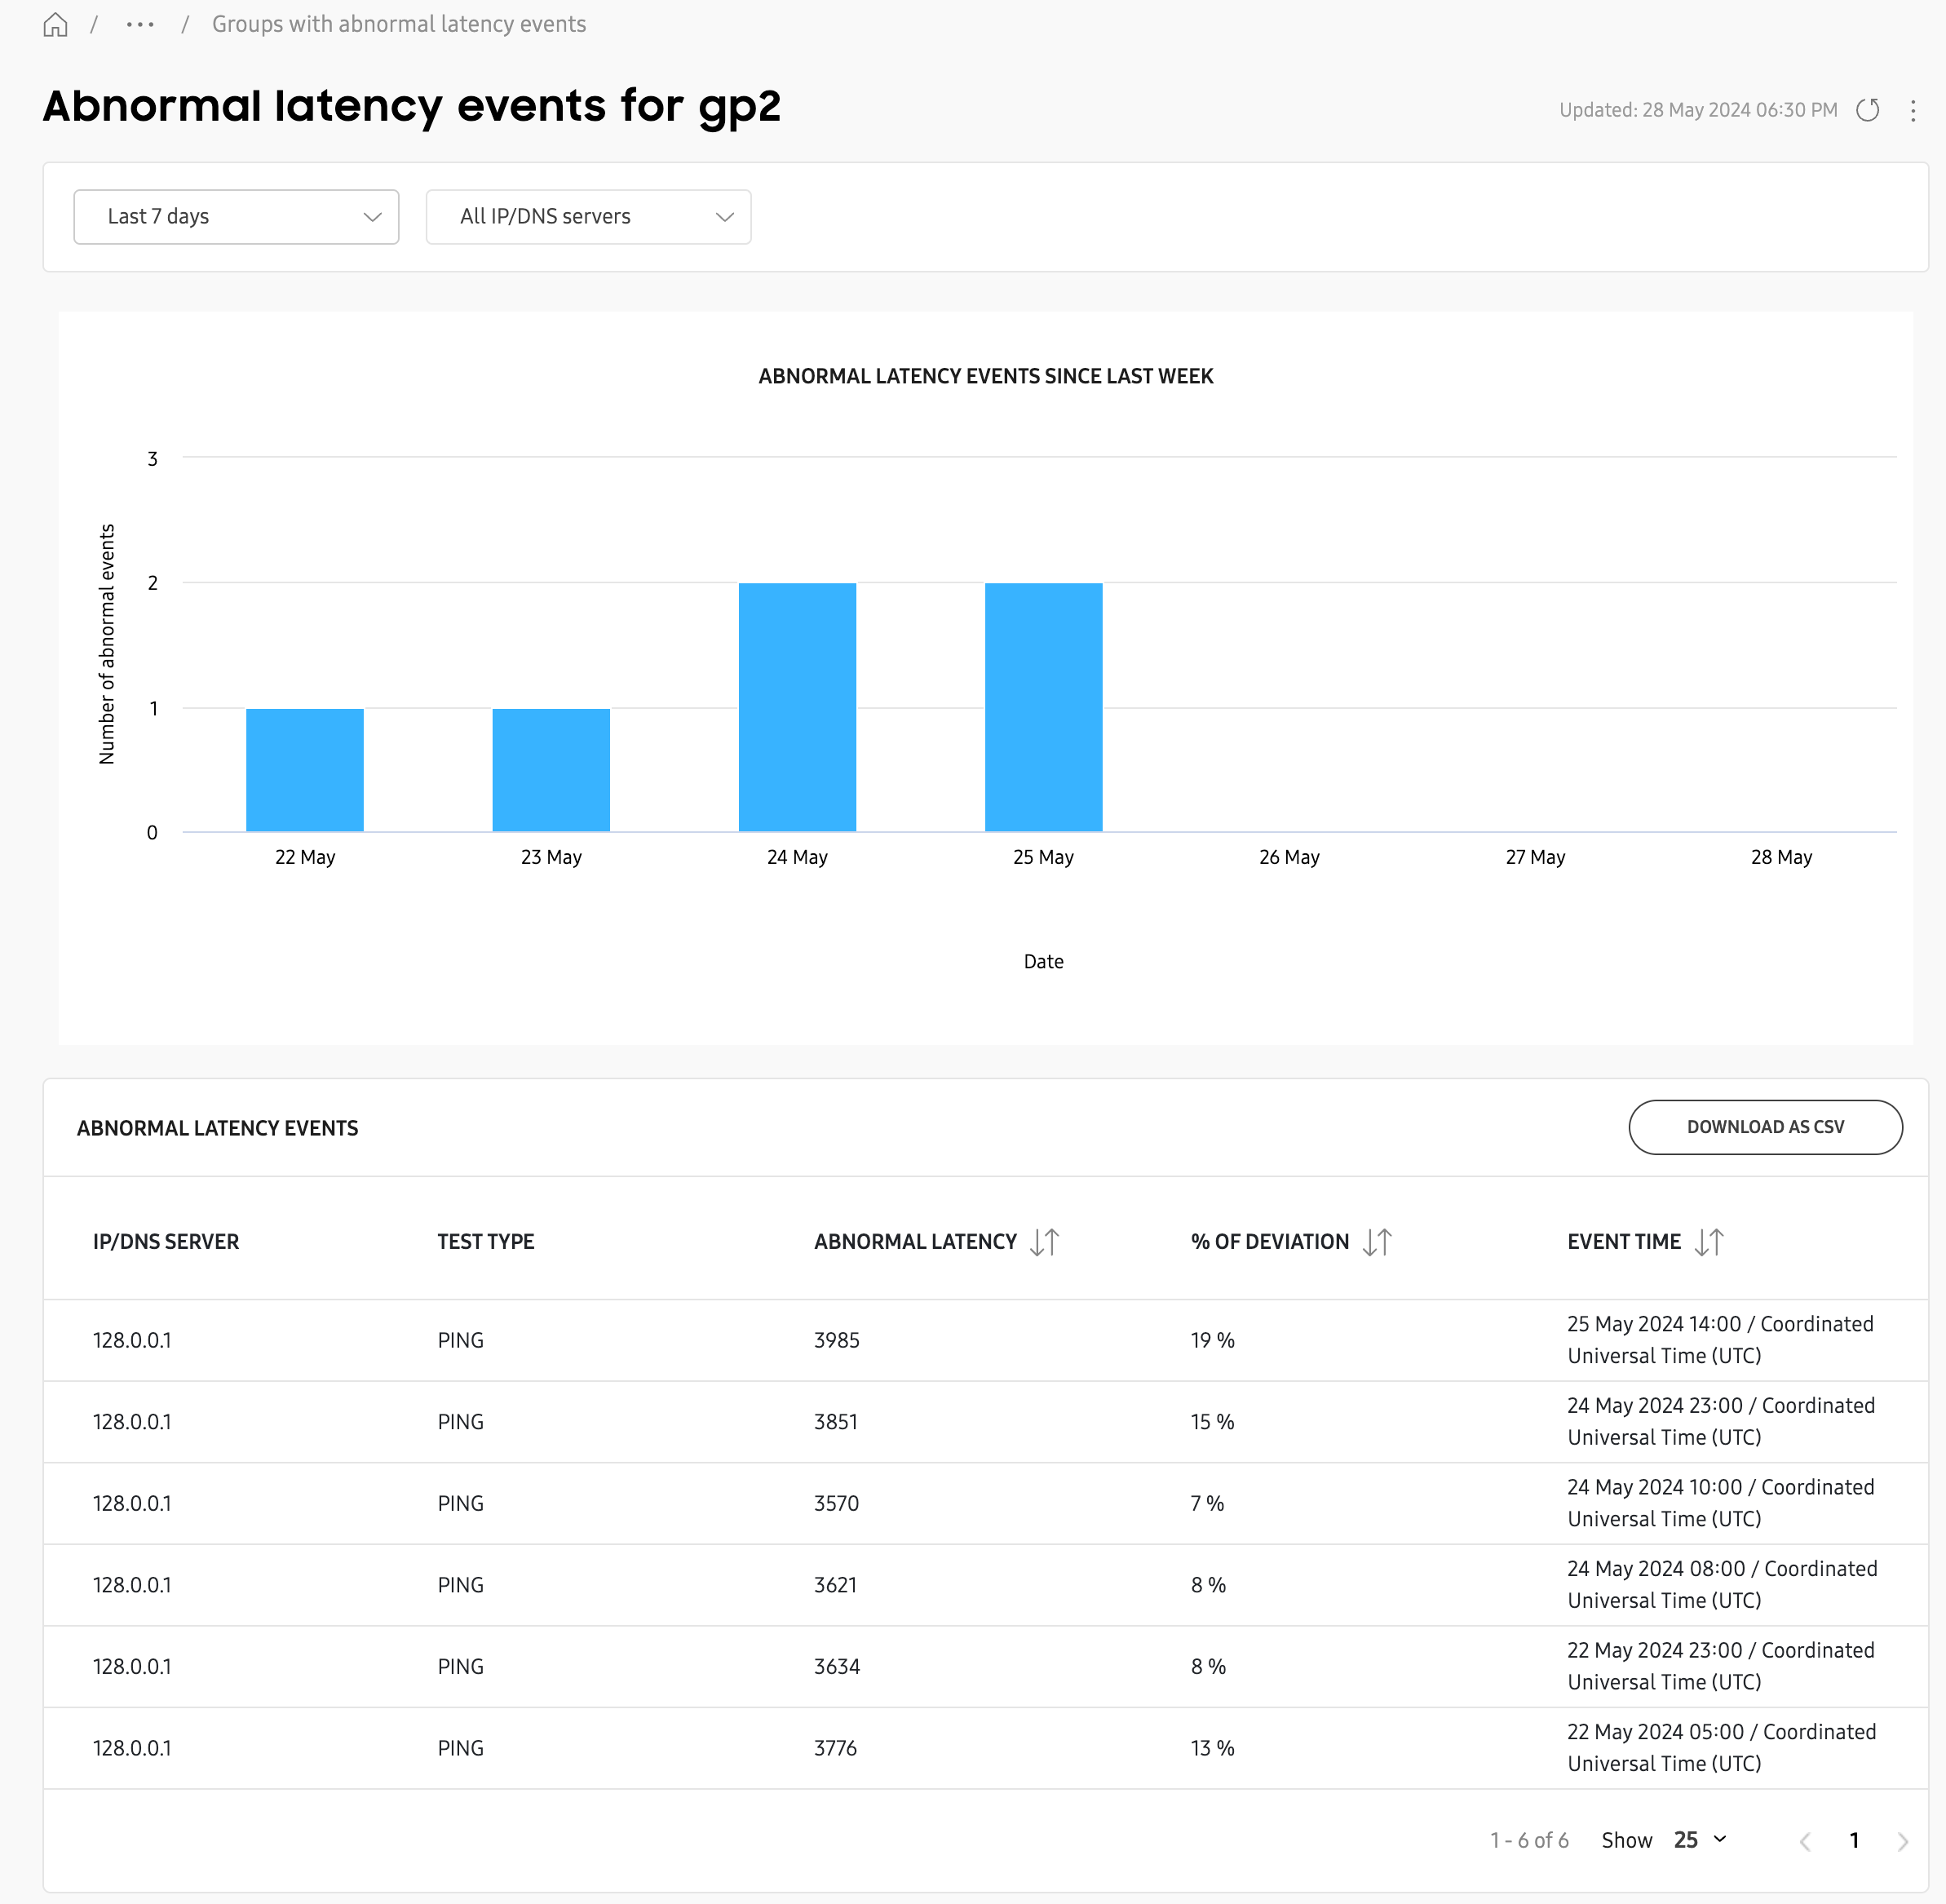 / ... / Groups with abnormal latency events
Abnormal latency events for gp2
Updated: 28 May 2024 06:30 PM
Last 7 days
All IP/DNS servers
ABNORMAL LATENCY EVENTS SINCE LAST WEEK
Number of abnormal events
3
2
1
0
22 May 23 May 24 May 25 May 26 May 27 May 28 May
Date
ABNORMAL LATENCY EVENTS
DOWNLOAD AS CSV
IP/DNS SERVER TEST TYPE ABNORMAL LATENCY % OF DEVIATION EVENT TIME
128.0.0.1 PING 3985 19 % 25 May 2024 14:00 / Coordinated
Universal Time (UTC)
128.0.0.1 PING 3851 15 % 24 May 2024 23:00 / Coordinated
Universal Time (UTC)
128.0.0.1 PING 3570 7 % 24 May 2024 10:00 / Coordinated
Universal Time (UTC)
128.0.0.1 PING 3621 8 % 24 May 2024 08:00 / Coordinated
Universal Time (UTC)
128.0.0.1 PING 3634 8 % 22 May 2024 23:00 / Coordinated
Universal Time (UTC)
128.0.0.1 PING 3776 13 % 22 May 2024 05:00 / Coordinated
Universal Time (UTC)
1 - 6 of 6 Show 25 1